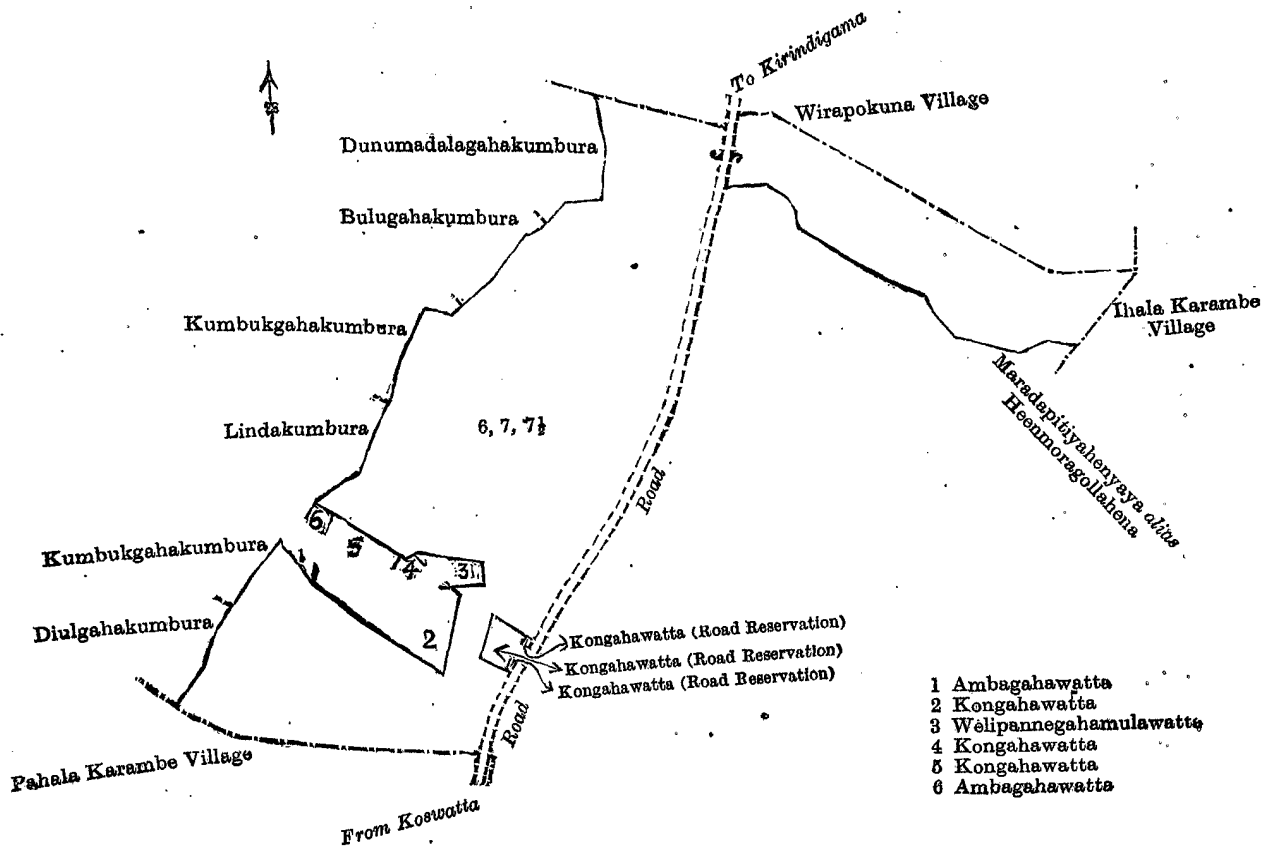 To Kirindigama
Wirapokuna Village
Dunumadalagahakumbura
Bulugahakumbura
Kumbukgahakumbura
Ihala Karambe
Village
Lindakumbura
6, 7, 7½
Maradapitiyahenyaya alias
Heenmoragollahena
Road
6
5
Kumbukgahakumbura
1
4
3
Diulgahakumbura
2
Kongahawatta (Road Reservation)
Kongahawatta (Road Reservation)
Kongahawatta (Road Reservation)
Road
Pahala Karambe Village
From Koswatta
1 Ambagahawatta
2 Kongahawatta
3 Welipannegahamulawatte
4 Kongahawatta
5 Kongahawatta
6 Ambagahawatta